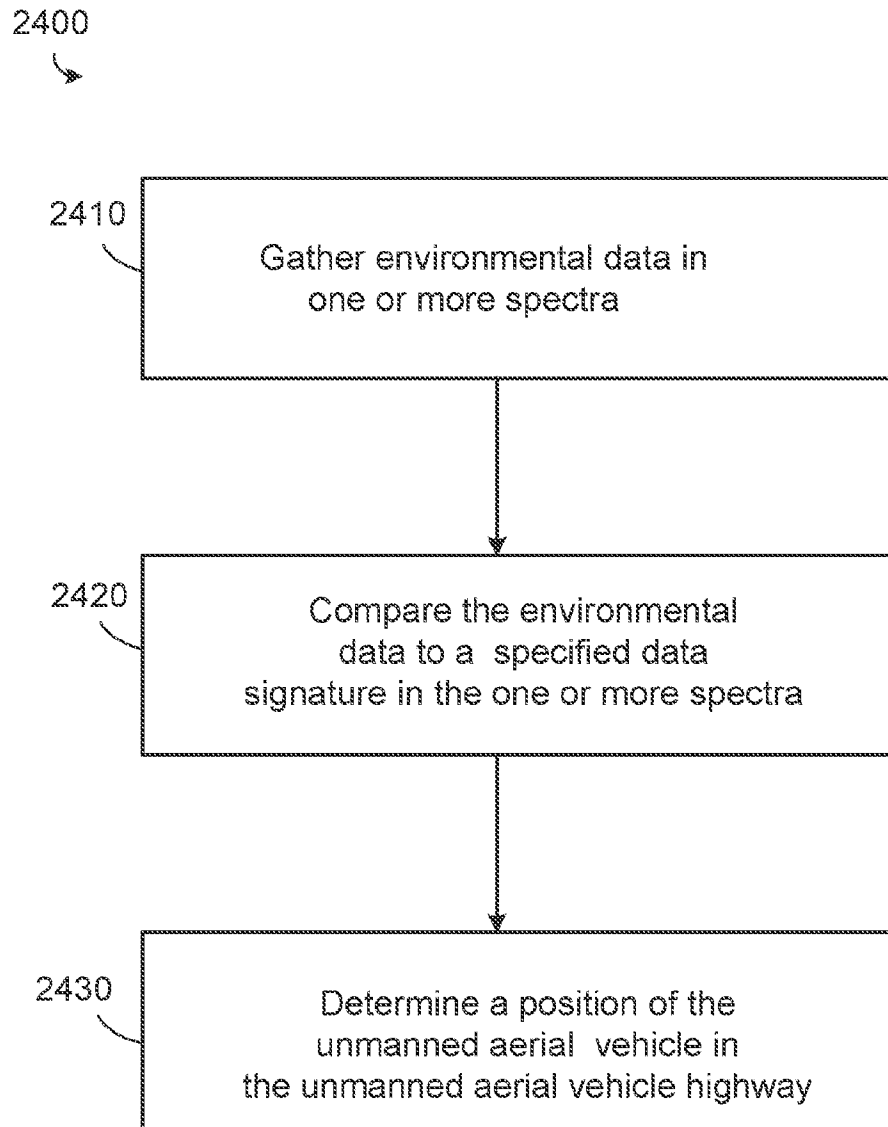 2400
2410
Gather environmental data in
one or more spectra
2420
Compare the environmental
data to a specified data
signature in the one or more spectra
2430
Determine a position of the
unmanned aerial vehicle in
the unmanned aerial vehicle highway